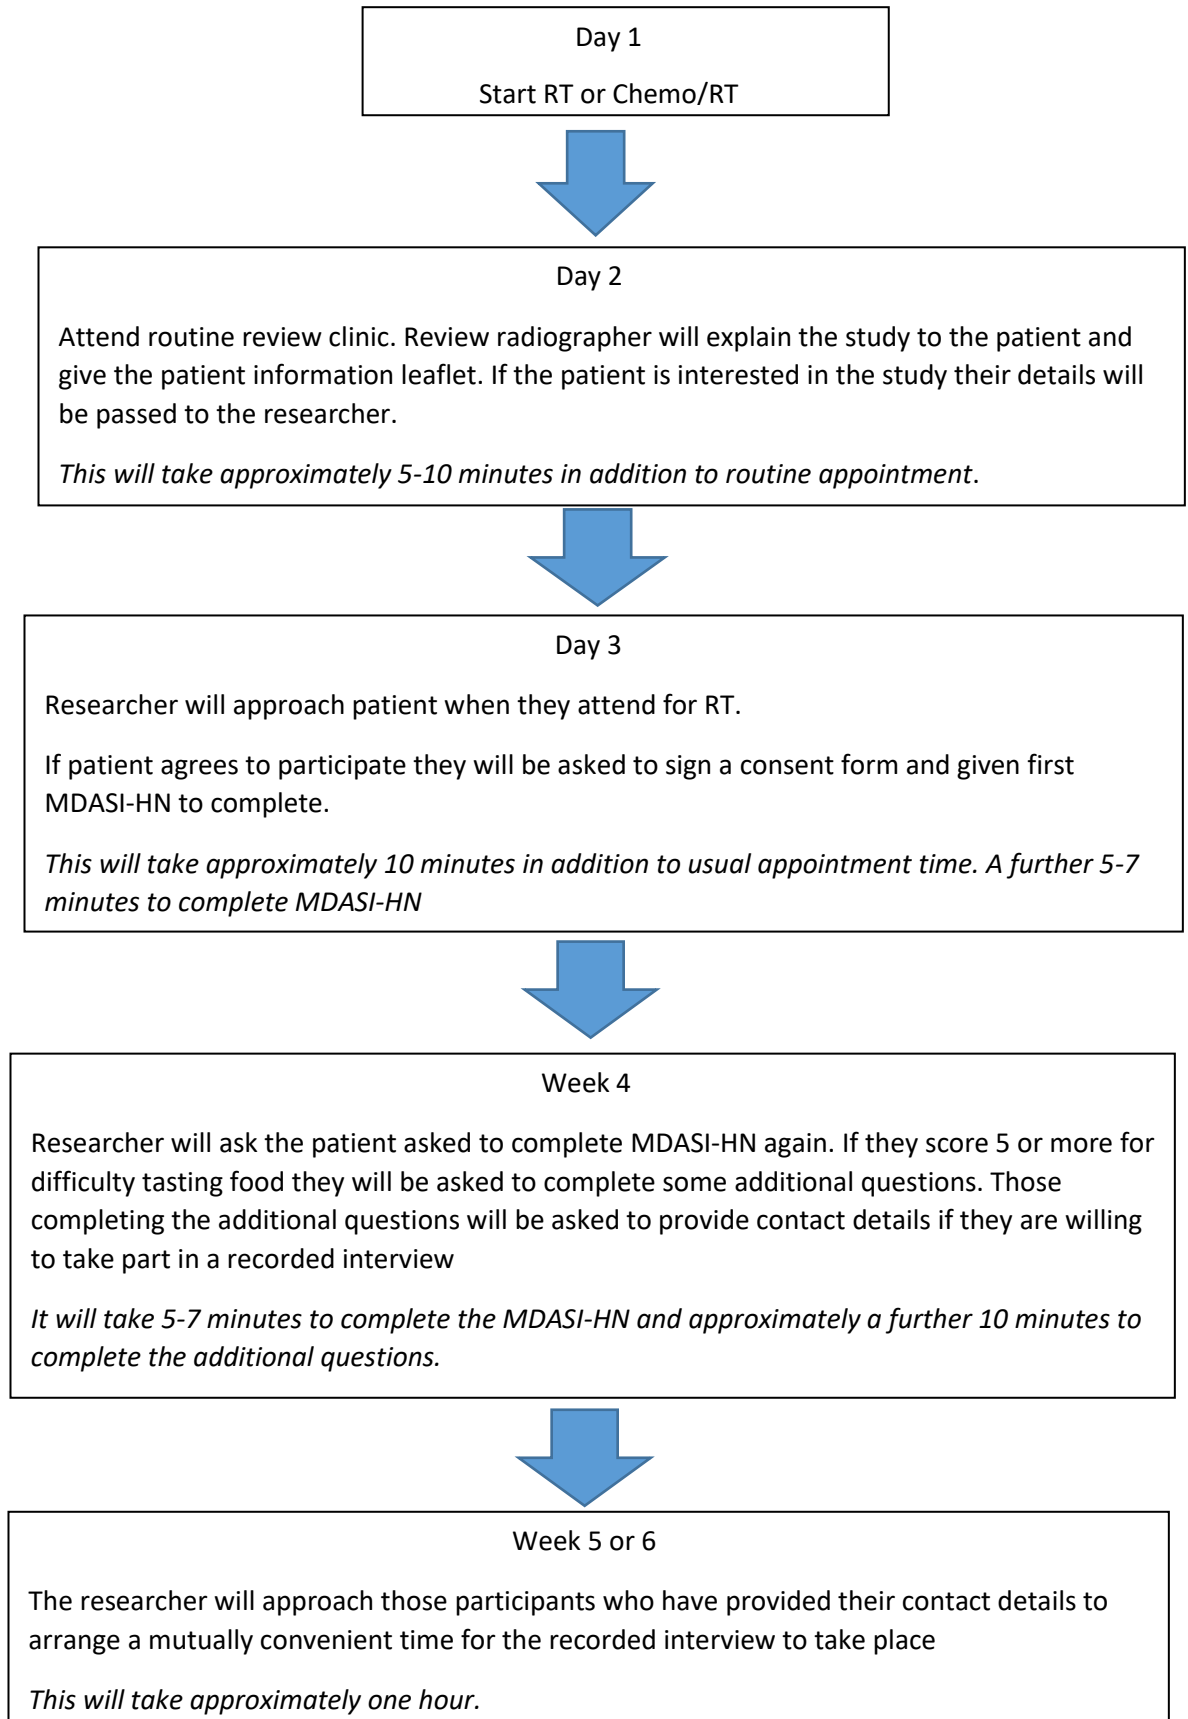 Day 1
Start RT or Chemo/RT
Day 2
Attend routine review clinic. Review radiographer will explain the study to the patient and
give the patient information leaflet. If the patient is interested in the study their details will
be passed to the researcher.
This will take approximately 5-10 minutes in addition to routine appointment.
Day 3
Researcher will approach patient when they attend for RT.
If patient agrees to participate they will be asked to sign a consent form and given first
MDASI-HN to complete.
This will take approximately 10 minutes in addition to usual appointment time. A further 5-7
minutes to complete MDASI-HN
Week 4
Researcher will ask the patient asked to complete MDASI-HN again. If they score 5 or more for
difficulty tasting food they will be asked to complete some additional questions. Those
completing the additional questions will be asked to provide contact details if they are willing
to take part in a recorded interview
It will take 5-7 minutes to complete the MDASI-HN and approximately a further 10 minutes to
complete the additional questions.
Week 5 or 6
The researcher will approach those participants who have provided their contact details to
arrange a mutually convenient time for the recorded interview to take place
This will take approximately one hour.